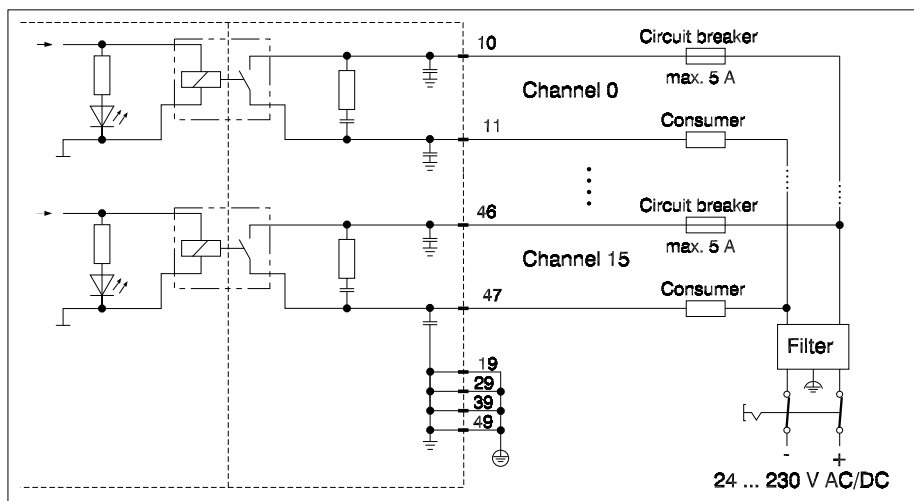 10
Circuit breaker
max. 5 A
Channel 0
11
Consumer
46
Circuit breaker
max. 5 A
Channel 15
47
Consumer
Filter
19
29
39
49
- +
24 ... 230 V AC/DC